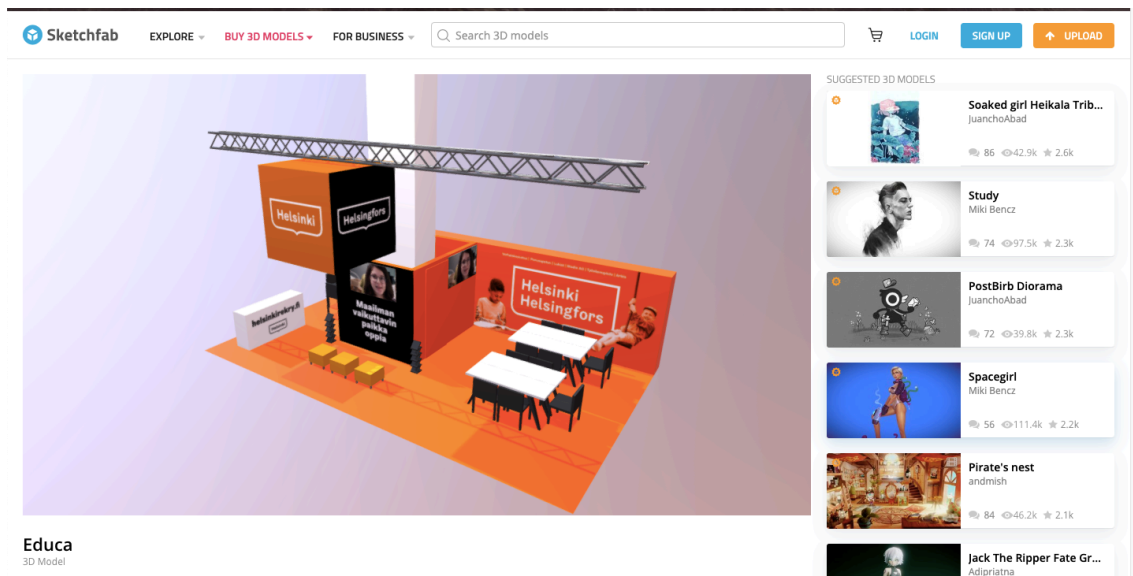 Sketchfab
EXPLORE
BUY 3D MODELS
FOR BUSINESS
Search 3D models
LOGIN
SIGN UP
UPLOAD
Helsinki
Helsingfors
helsinkirekry.fi
Maailman
vaikuttavin
paikka
oppia
Helsinki
Helsingfors
Educa
3D Model
SUGGESTED 3D MODELS
Soaked girl Heikala Trib...
JuanchoAbad
86 42.9k 2.6k
Study
Miki Bencz
74 97.5k 2.3k
PostBirb Diorama
JuanchoAbad
72 39.8k 2.3k
Spacegirl
Miki Bencz
56 111.4k 2.2k
Pirate's nest
andmish
84 46.2k 2.1k
Jack The Ripper Fate Gr...
Adipriatna